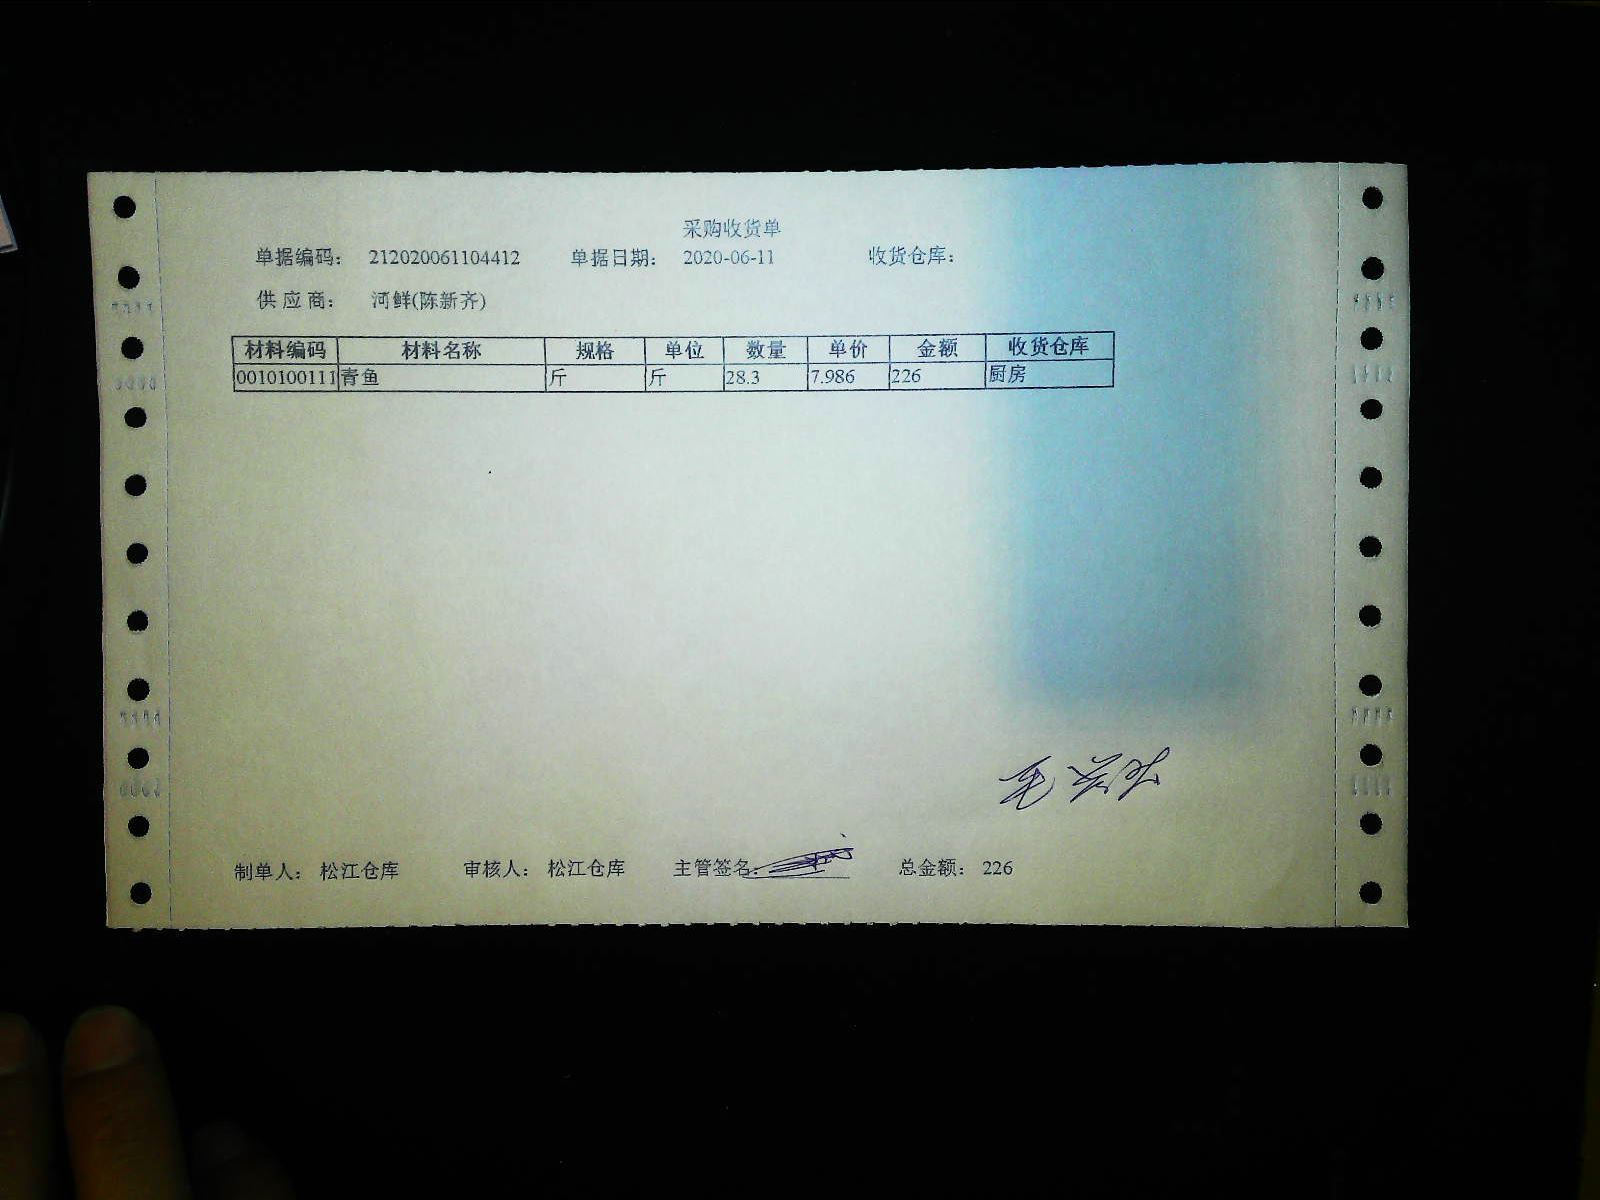 采购收货单
单据编码: 212020061104412 单据日期: 2020-06-11 收货仓库:
供 应 商: 河鲜(陈新齐)
材料编码 材料名称 规格 单位 数量 单价 金额 收货仓库
0010100111 青鱼 斤 斤 28.3 7.986 226 厨房
制单人: 松江仓库 审核人: 松江仓库 主管签名: 总金额: 226